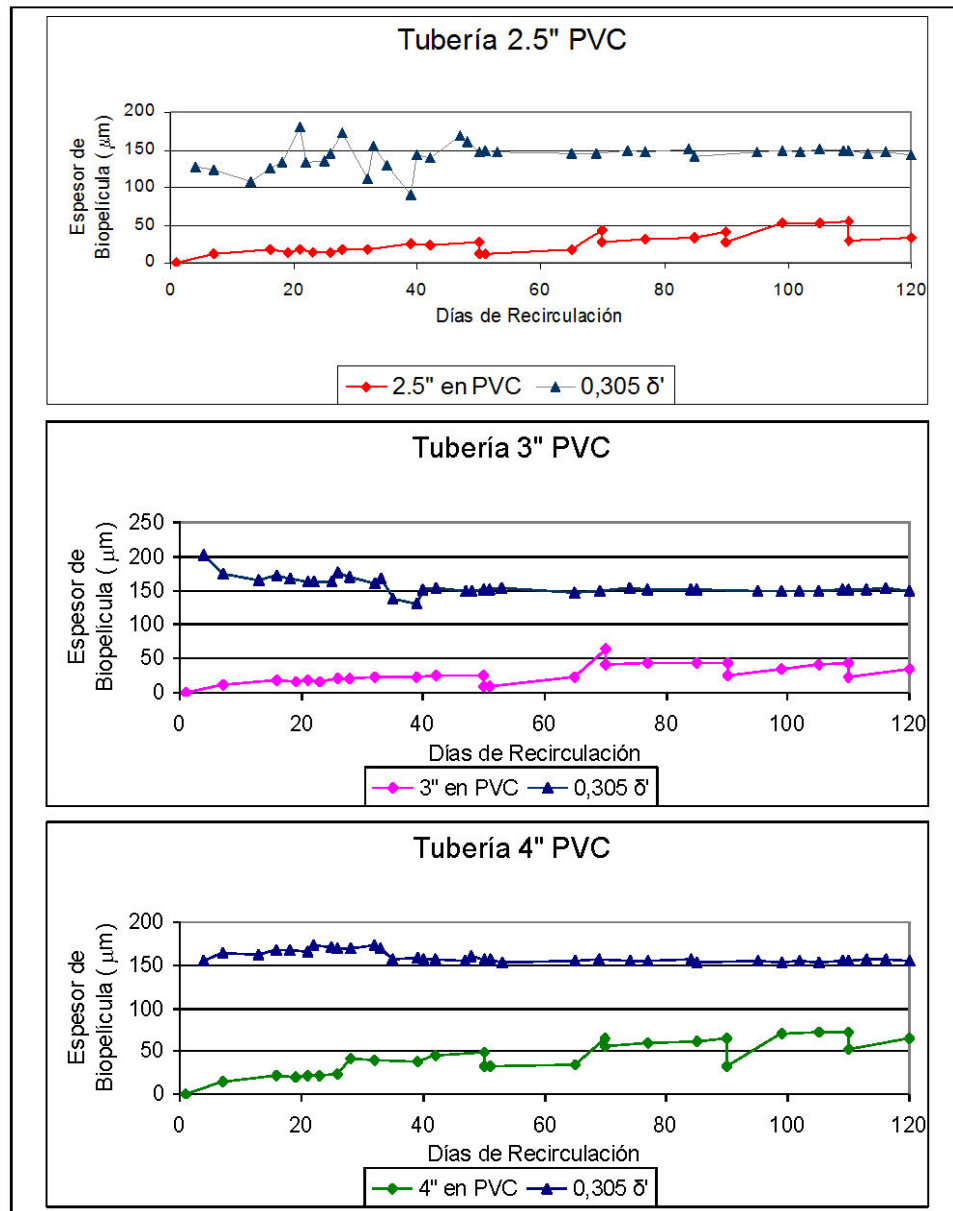 Tubería 2.5" PVC
Espesor de
Biopelícula ( μm)
200
150
100
50
0
0 20 40 60 80 100 120
Días de Recirculación
2.5" en PVC 0,305 δ'
Tubería 3" PVC
Espesor de
Biopelícula ( μm)
250
200
150
100
50
0
0 20 40 60 80 100 120
Días de Recirculación
3" en PVC 0,305 δ'
Tubería 4" PVC
Espesor de
Biopelícula ( μm)
200
150
100
50
0
0 20 40 60 80 100 120
Días de Recirculación
4" en PVC 0,305 δ'